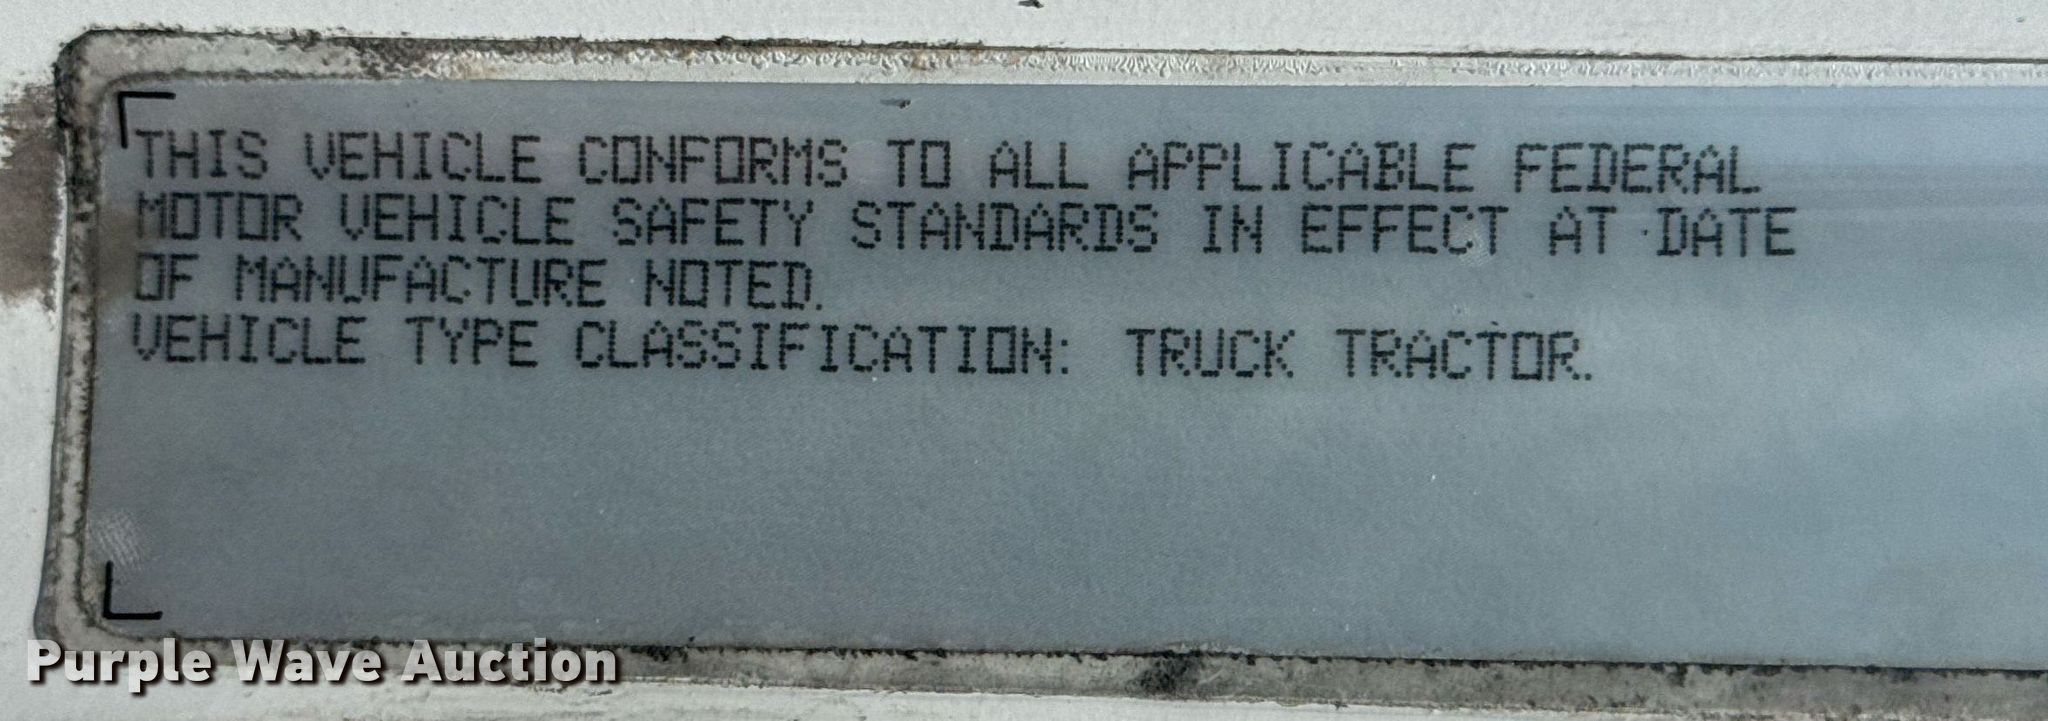 THIS VEHICLE CONFORMS TO ALL APPLICABLE FEDERAL
MOTOR VEHICLE SAFETY STANDARDS IN EFFECT AT DATE
OF MANUFACTURE NOTED.
VEHICLE TYPE CLASSIFICATION: TRUCK TRACTOR.
Purple Wave Auction